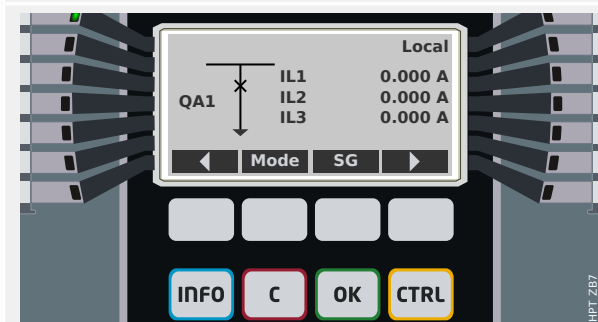 Local
IL1 0.000 A
QA1
IL2 0.000 A
IL3 0.000 A
Mode SG
INFO C OK CTRL
HPT ZB7